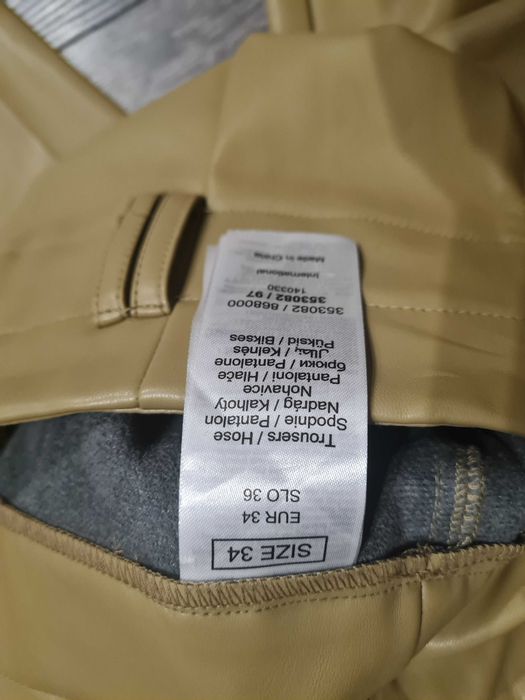 SIZE 34
EUR 34
SLO 36
Trousers / Hose
Spodnie / Pantalon
Nadrág / Kalhoty
Nohavice
Pantaloni / Hlače
брюки / Pantalone
/ Kelnės
Püksid / Bikses
353082 / 868000
353082 / 97
140330
International
Made in China